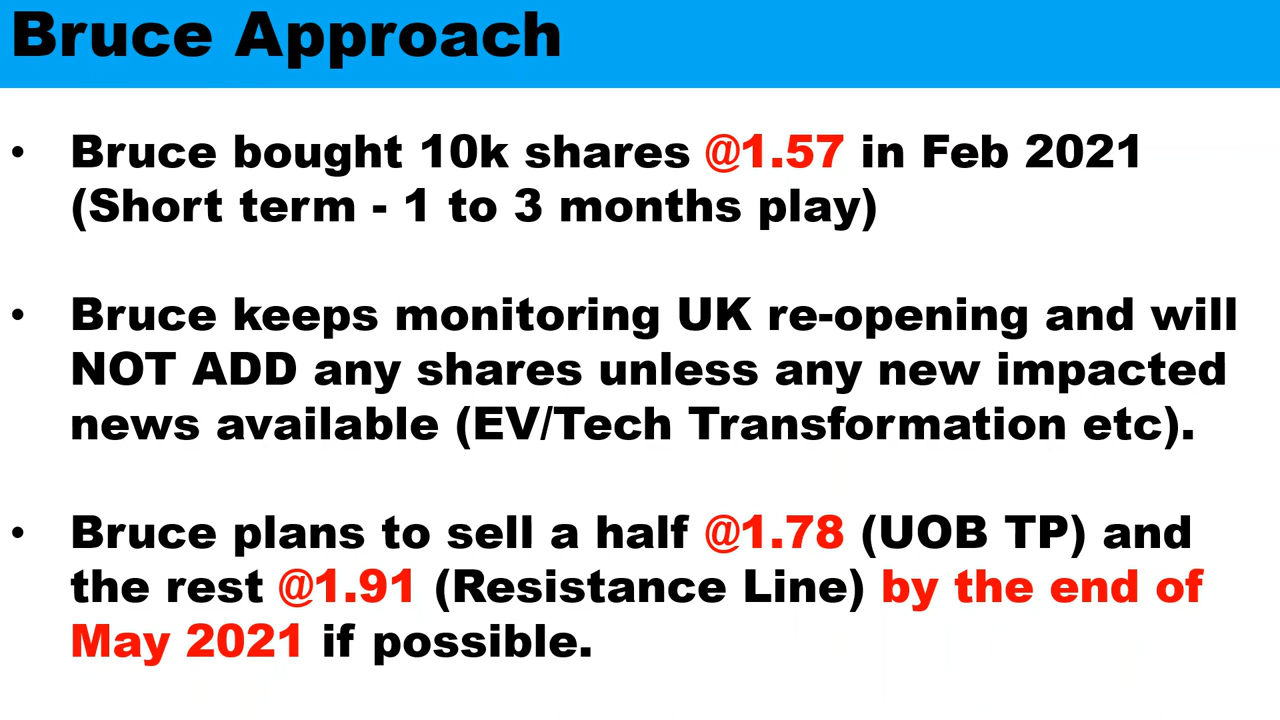 Bruce Approach
• Bruce bought 10k shares @1.57 in Feb 2021
(Short term - 1 to 3 months play)
• Bruce keeps monitoring UK re-opening and will
NOT ADD any shares unless any new impacted
news available (EV/Tech Transformation etc).
• Bruce plans to sell a half @1.78 (UOB TP) and
the rest @1.91 (Resistance Line) by the end of
May 2021 if possible.